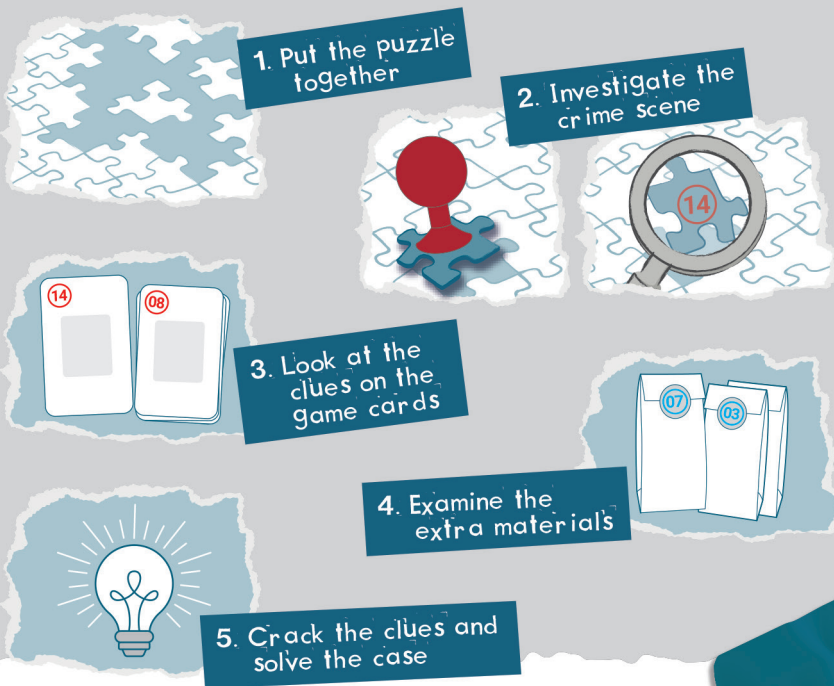 1. Put the puzzle
together
2. Investigate the
crime scene
14
14
08
3. Look at the
clues on the
game cards
07
03
4. Examine the
extra materials
5. Crack the clues and
solve the case